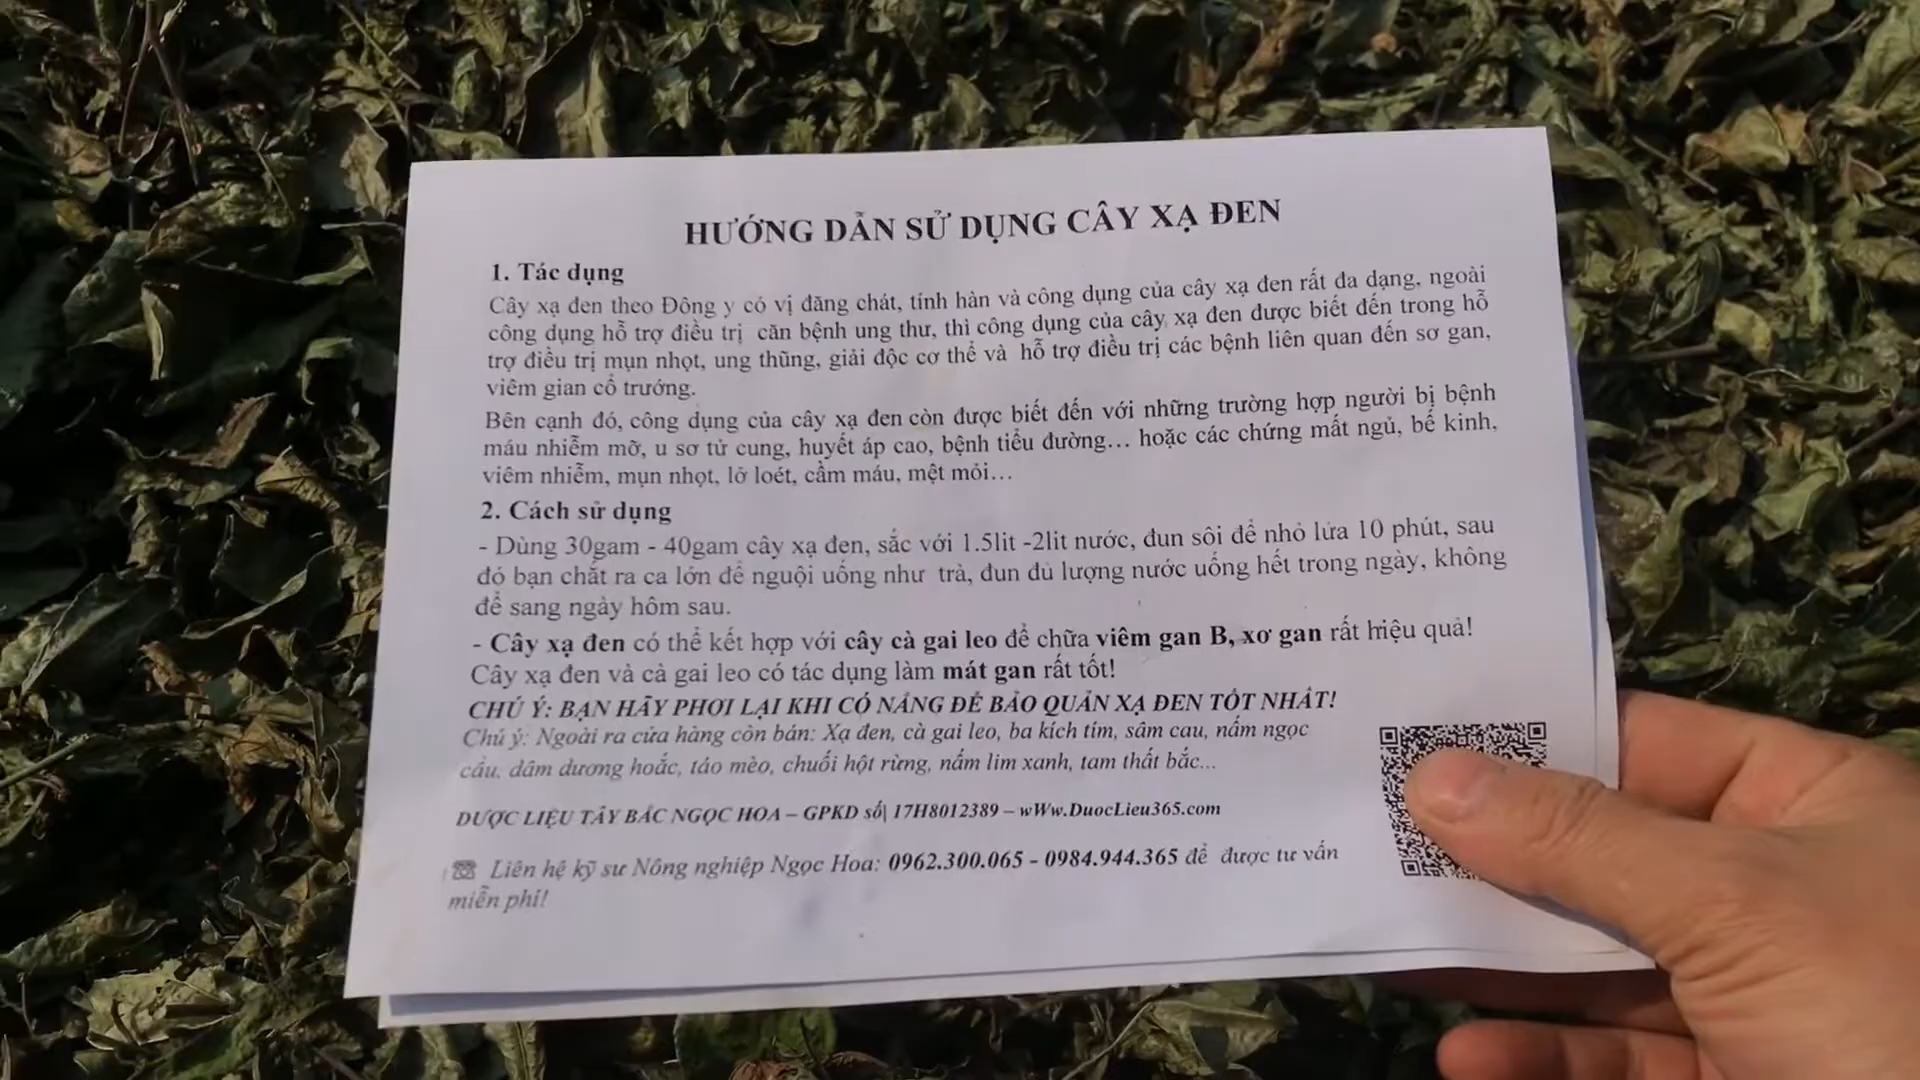 HƯỚNG DẪN SỬ DỤNG CÂY XẠ ĐEN
1. Tác dụng
Cây xạ đen theo Đông y có vị đăng chát, tính hàn và công dụng của cây xạ đen rất đa dạng, ngoài
công dụng hỗ trợ điều trị căn bệnh ung thư, thì công dụng của cây xạ đen được biết đến trong hỗ
trợ điều trị mụn nhọt, ung thũng, giải độc cơ thể và hỗ trợ điều trị các bệnh liên quan đến sơ gan,
viêm gian cổ trướng.
Bên cạnh đó, công dụng của cây xạ đen còn được biết đến với những trường hợp người bị bệnh
máu nhiễm mỡ, u sơ tử cung, huyết áp cao, bệnh tiểu đường... hoặc các chứng mất ngủ, bế kinh,
viêm nhiễm, mụn nhọt, lở loét, cầm máu, mệt mỏi...
2. Cách sử dụng
- Dùng 30gam - 40gam cây xạ đen, sắc với 1.5lit -2lit nước, đun sôi để nhỏ lửa 10 phút, sau
đó bạn chắt ra ca lớn để nguội uống như trà, đun đủ lượng nước uống hết trong ngày, không
để sang ngày hôm sau.
- Cây xạ đen có thể kết hợp với cây cà gai leo để chữa viêm gan B, xơ gan rất hiệu quả!
Cây xạ đen và cà gai leo có tác dụng làm mát gan rất tốt!
CHÚ Ý: BẠN HÃY PHƠI LẠI KHI CÓ NẮNG ĐỂ BẢO QUẢN XẠ ĐEN TỐT NHẤT!
Chú ý: Ngoài ra cửa hàng còn bán: Xạ đen, cà gai leo, ba kích tím, sâm cau, nấm ngọc
cẩu, dâm dương hoắc, táo mèo, chuối hột rừng, nấm lim xanh, tam thất bắc...
DƯỢC LIỆU TÂY BẮC NGỌC HOA – GPKD số| 17H8012389 – wWw.DuocLieu365.com
☏ Liên hệ kỹ sư Nông nghiệp Ngọc Hoa: 0962.300.065 - 0984.944.365 để được tư vấn
miễn phí!